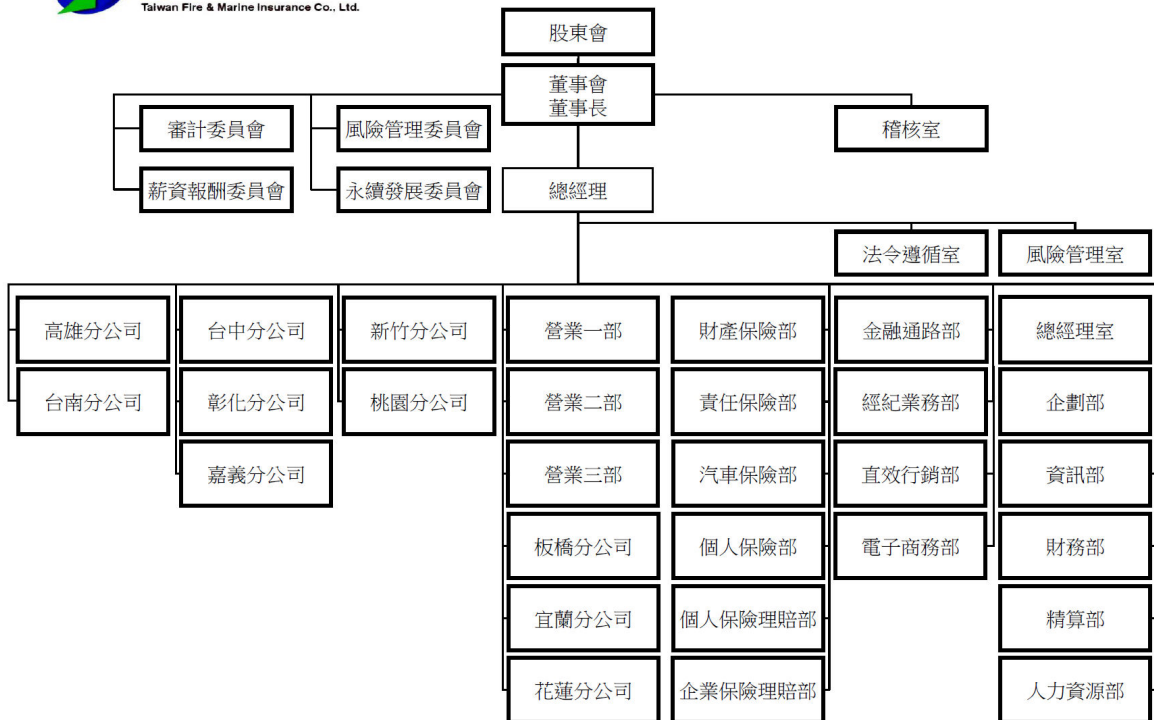 Taiwan Fire & Marine Insurance Co., Ltd.
股東會
董事會
董事長
審計委員會
風險管理委員會
稽核室
薪資報酬委員會
永續發展委員會
總經理
法令遵循室
風險管理室
高雄分公司
台中分公司
新竹分公司
營業一部
財產保險部
金融通路部
總經理室
台南分公司
彰化分公司
桃園分公司
營業二部
責任保險部
經紀業務部
企劃部
嘉義分公司
營業三部
汽車保險部
直效行銷部
資訊部
板橋分公司
個人保險部
電子商務部
財務部
宜蘭分公司
個人保險理賠部
精算部
花蓮分公司
企業保險理賠部
人力資源部